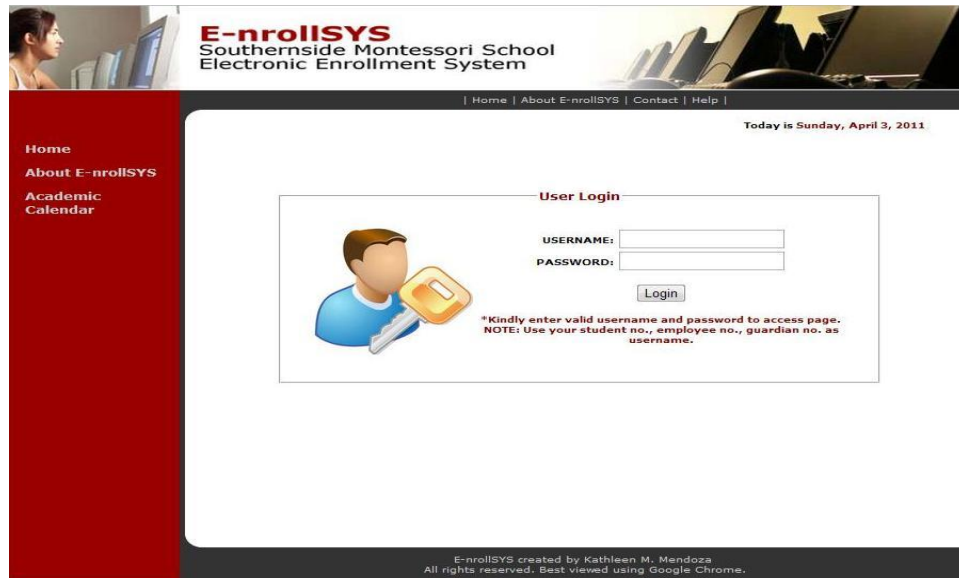 E-nrollSYS
Southernside Montessori School
Electronic Enrollment System
| Home | About E-nrollSYS | Contact | Help |
Today is Sunday, April 3, 2011
Home
About E-nrollSYS
Academic
Calendar
User Login
USERNAME:
PASSWORD:
Login
*Kindly enter valid username and password to access page.
NOTE: Use your student no., employee no., guardian no. as
username.
E-nrollSYS created by Kathleen M. Mendoza
All rights reserved. Best viewed using Google Chrome.